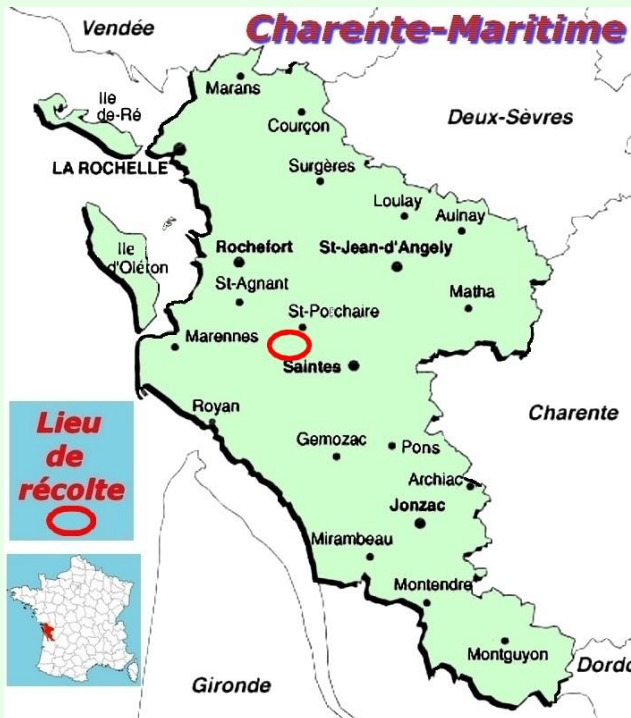 Charente-Maritime
Vendée
Marans
Ile
de-Ré
Courçon
Deux-Sèvres
LA ROCHELLE
Surgères
Loulay
Aulnay
Ile
d'Oléron
Rochefort
St-Jean-d'Angely
St-Agnant
Matha
St-Porchaire
Marennes
Saintes
Royan
Charente
Lieu
de
récolte
Gemozac
Pons
Archiac
Jonzac
Mirambeau
Montendre
Montguyon
Gironde
Dordo